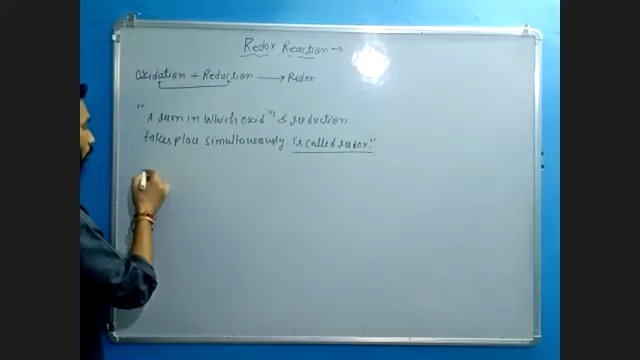 Redox Reaction →
Oxidation + Reduction → Redox
"A rxn in which oxidⁿ & reduction
takes place simultaneously. is called redox."